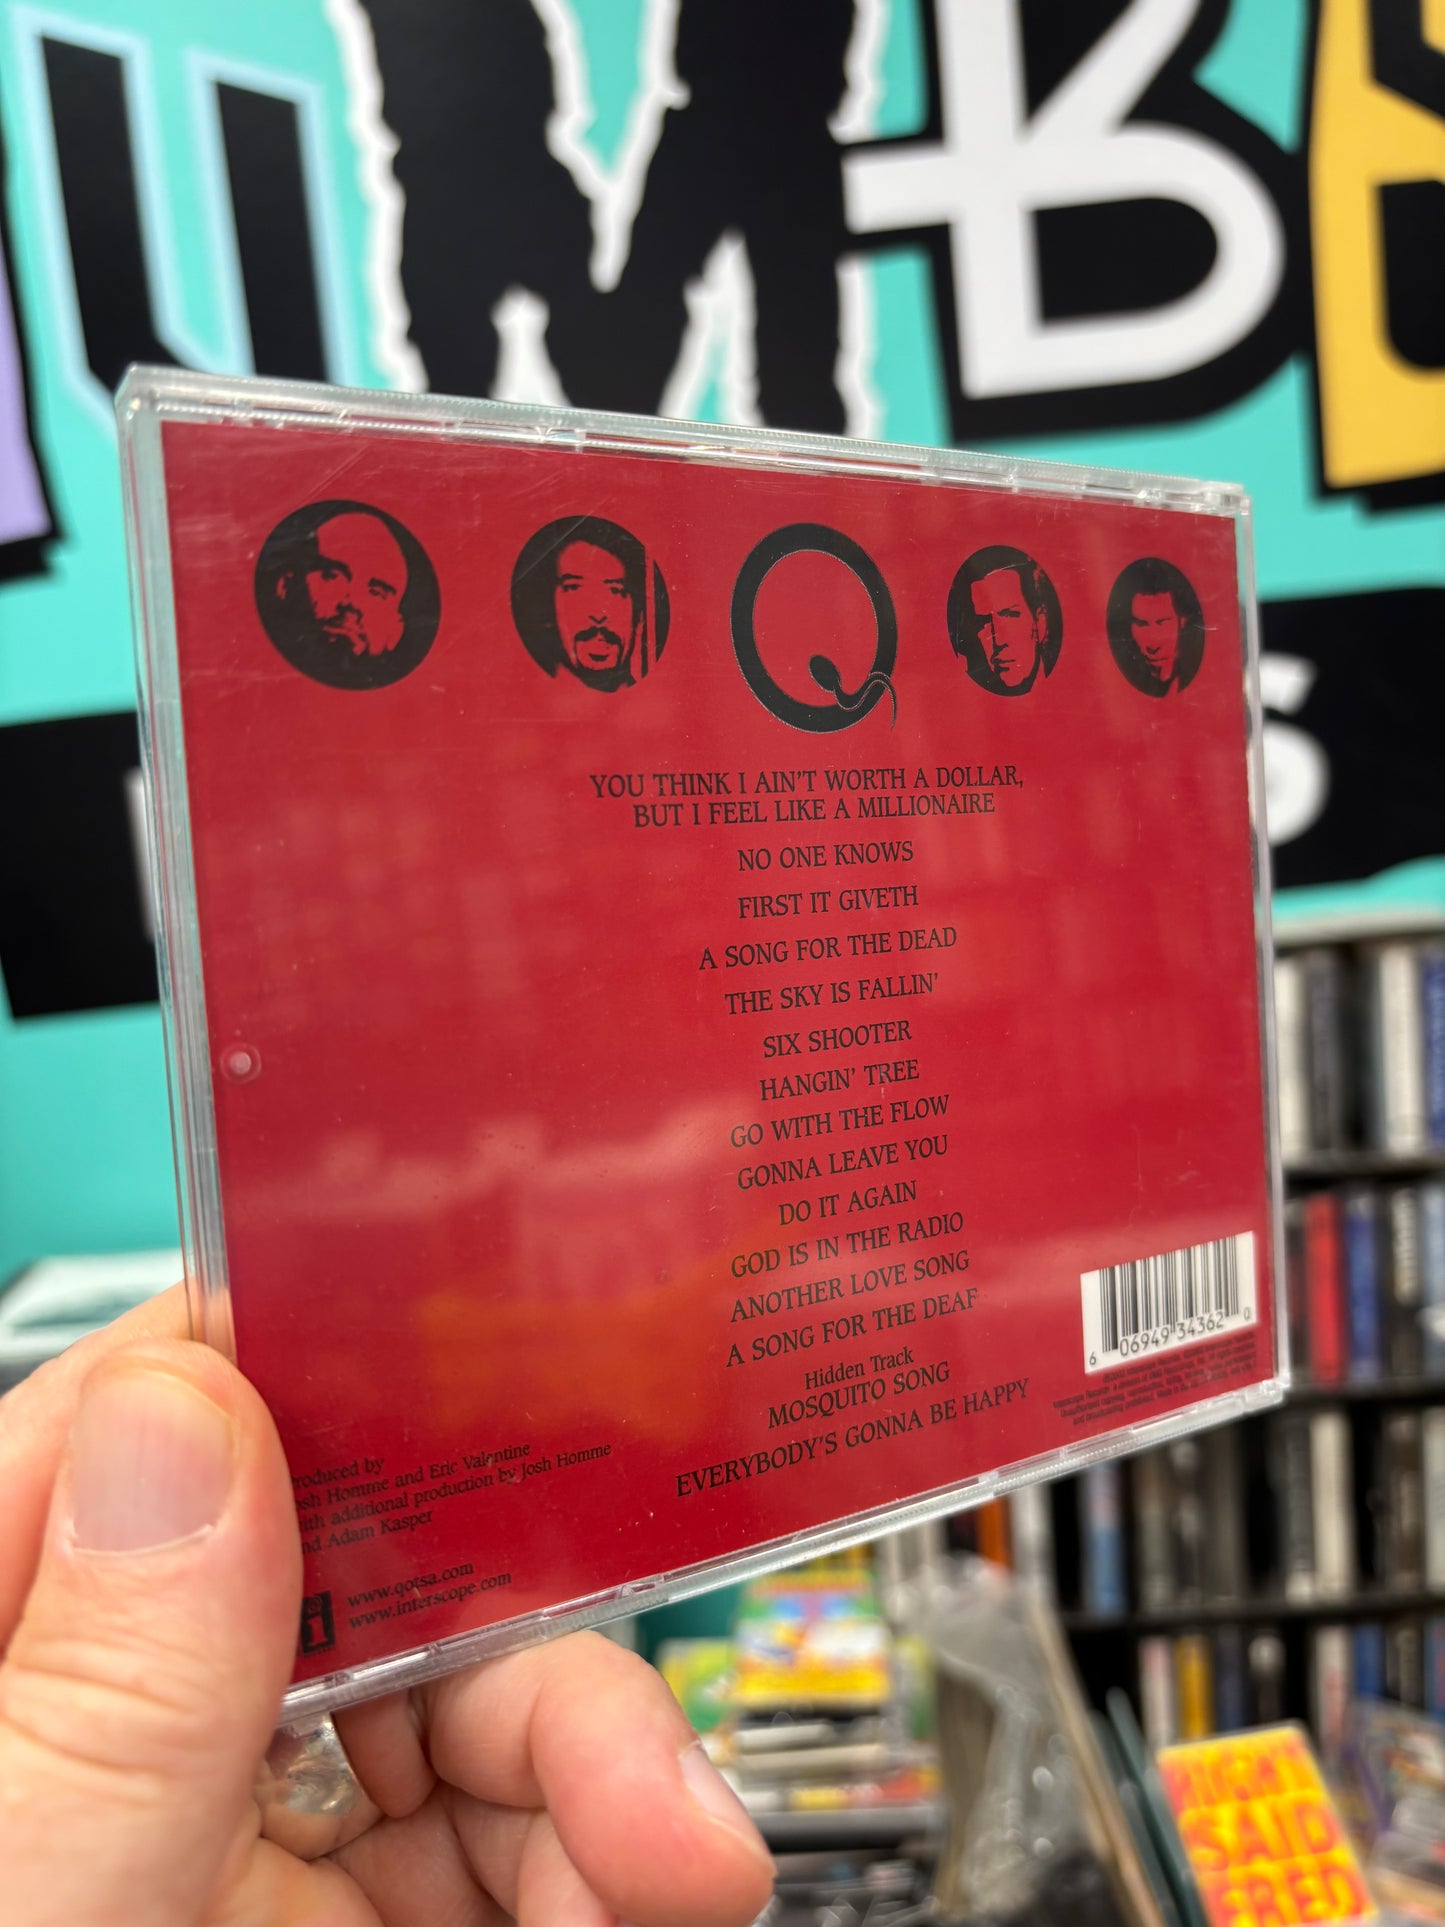 UMBS
Q
YOU THINK I AIN'T WORTH A DOLLAR,
BUT I FEEL LIKE A MILLIONAIRE
NO ONE KNOWS
FIRST IT GIVETH
A SONG FOR THE DEAD
THE SKY IS FALLIN'
SIX SHOOTER
HANGIN' TREE
GO WITH THE FLOW
GONNA LEAVE YOU
DO IT AGAIN
GOD IS IN THE RADIO
ANOTHER LOVE SONG
A SONG FOR THE DEAF
Hidden Track
MOSQUITO SONG
EVERYBODY'S GONNA BE HAPPY
roduced by
osh Homme and Eric Valentine
ith additional production by Josh Homme
nd Adam Kasper
www.qotsa.com
www.interscope.com
i
6 06949 34362 0
RIGHT
SAID
FRED